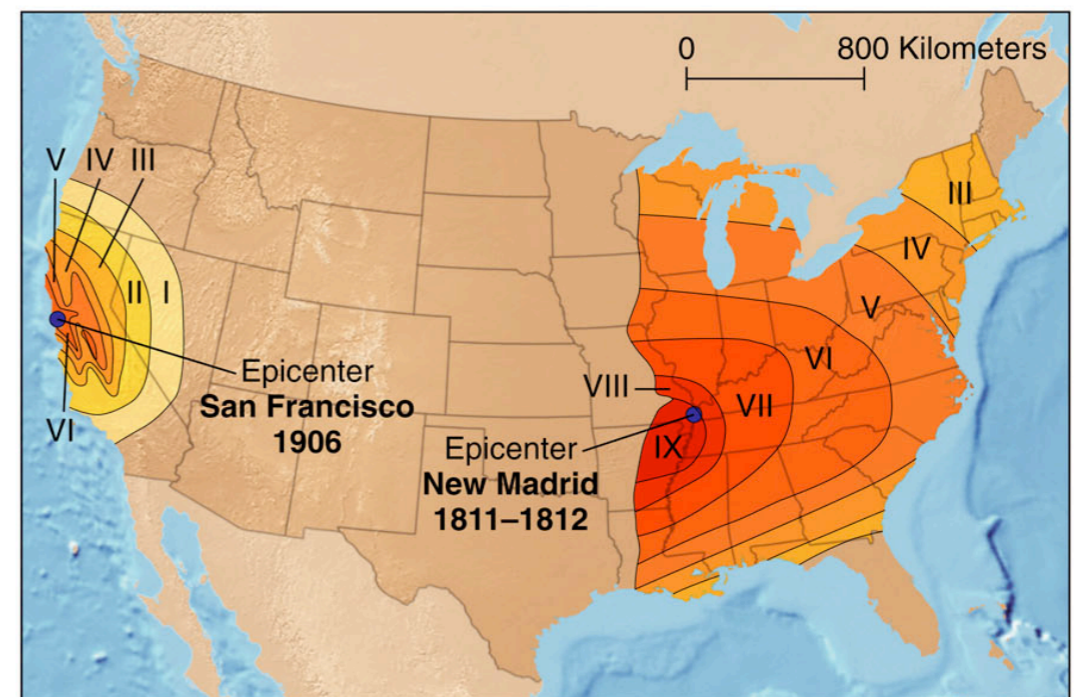 0 800 Kilometers
V IV III
III
IV
II I
V
VI
Epicenter
San Francisco
1906
VIII
VII
VI
Epicenter
New Madrid
1811–1812
IX